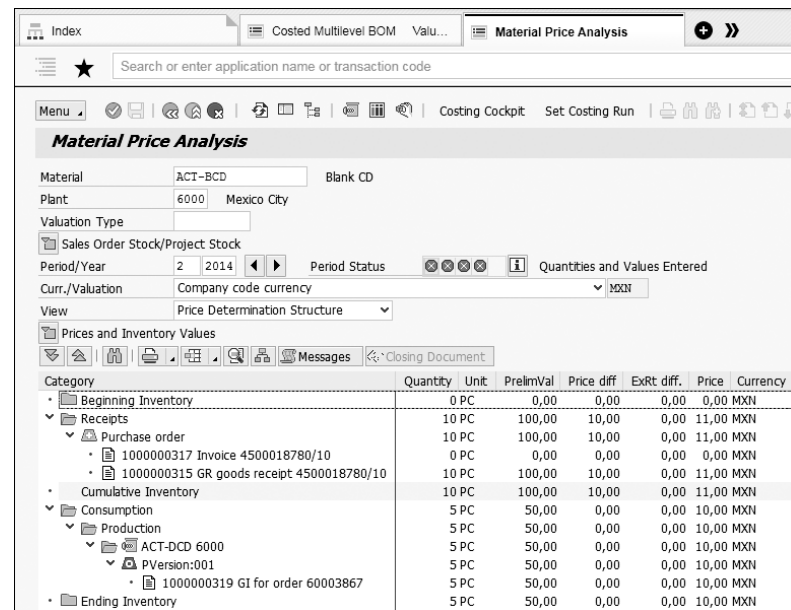 Index Costed Multilevel BOM Valu... Material Price Analysis
Search or enter application name or transaction code
Menu Costing Cockpit Set Costing Run
Material Price Analysis
Material ACT-BCD Blank CD
Plant 6000 Mexico City
Valuation Type
Sales Order Stock/Project Stock
Period/Year 2 2014 Period Status Quantities and Values Entered
Curr./Valuation Company code currency MXN
View Price Determination Structure
Prices and Inventory Values
Messages Closing Document
Category Quantity Unit PrelimVal Price diff ExRt diff. Price Currency
Beginning Inventory 0 PC 0,00 0,00 0,00 0,00 MXN
Receipts 10 PC 100,00 10,00 0,00 11,00 MXN
Purchase order 10 PC 100,00 10,00 0,00 11,00 MXN
1000000317 Invoice 4500018780/10 0 PC 0,00 0,00 0,00 0,00 MXN
1000000315 GR goods receipt 4500018780/10 10 PC 100,00 10,00 0,00 11,00 MXN
Cumulative Inventory 10 PC 100,00 10,00 0,00 11,00 MXN
Consumption 5 PC 50,00 0,00 0,00 10,00 MXN
Production 5 PC 50,00 0,00 0,00 10,00 MXN
ACT-DCD 6000 5 PC 50,00 0,00 0,00 10,00 MXN
PVersion:001 5 PC 50,00 0,00 0,00 10,00 MXN
1000000319 GI for order 60003867 5 PC 50,00 0,00 0,00 10,00 MXN
Ending Inventory 5 PC 50,00 0,00 0,00 10,00 MXN